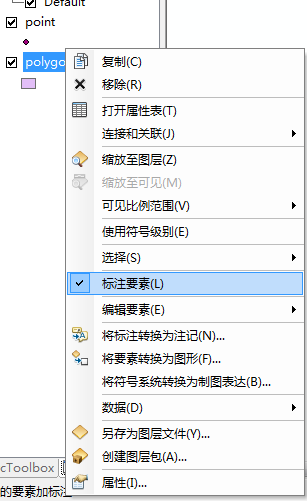 Default
point
polygo
复制(C)
移除(R)
打开属性表(T)
连接和关联(J)
缩放至图层(Z)
缩放至可见(M)
可见比例范围(V)
使用符号级别(E)
选择(S)
标注要素(L)
编辑要素(E)
将标注转换为注记(N)...
将要素转换为图形(F)...
将符号系统转换为制图表达(B)...
数据(D)
另存为图层文件(Y)...
创建图层包(A)...
属性(I)...
cToolbox
的要素加标注